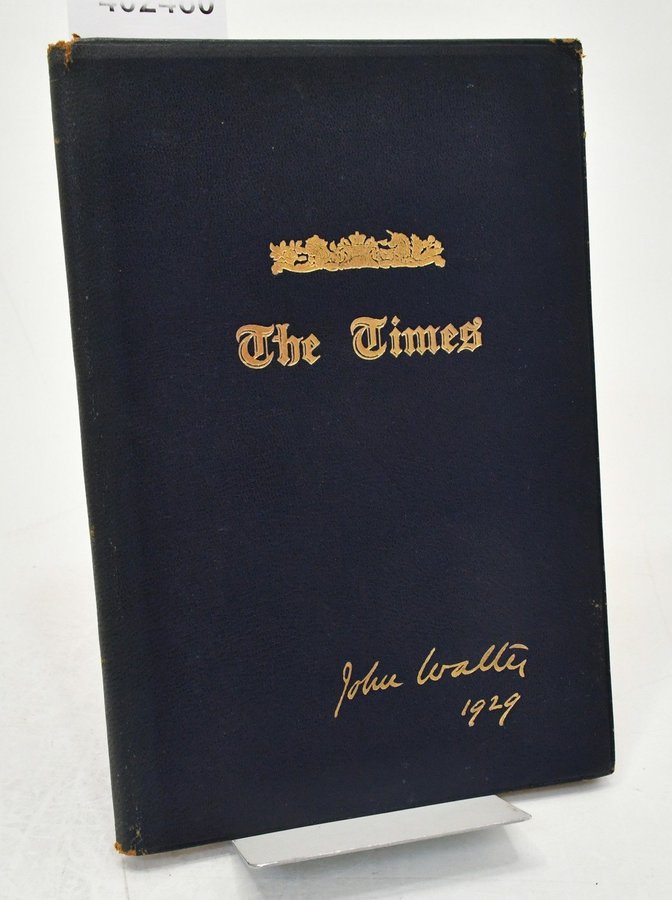 The Times
John Walter
1929